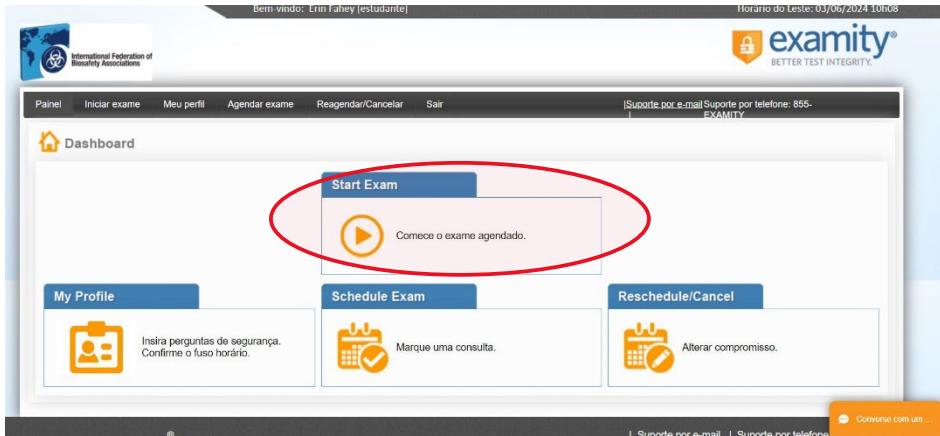 Bem-vindo: Erin Fahey [estudante]
Horário do Leste: 03/06/2024 10h08
International Federation of
Biosafety Associations
examity®
BETTER TEST INTEGRITY.
Painel Iniciar exame Meu perfil Agendar exame Reagendar/Cancelar Sair
|Suporte por e-mail Suporte por telefone: 855-
| EXAMITY
Dashboard
Start Exam
Comece o exame agendado.
My Profile
Insira perguntas de segurança.
Confirme o fuso horário.
Schedule Exam
Marque uma consulta.
Reschedule/Cancel
Alterar compromisso.
Converse com um ...
® | Suporte por e-mail | Suporte por telefone